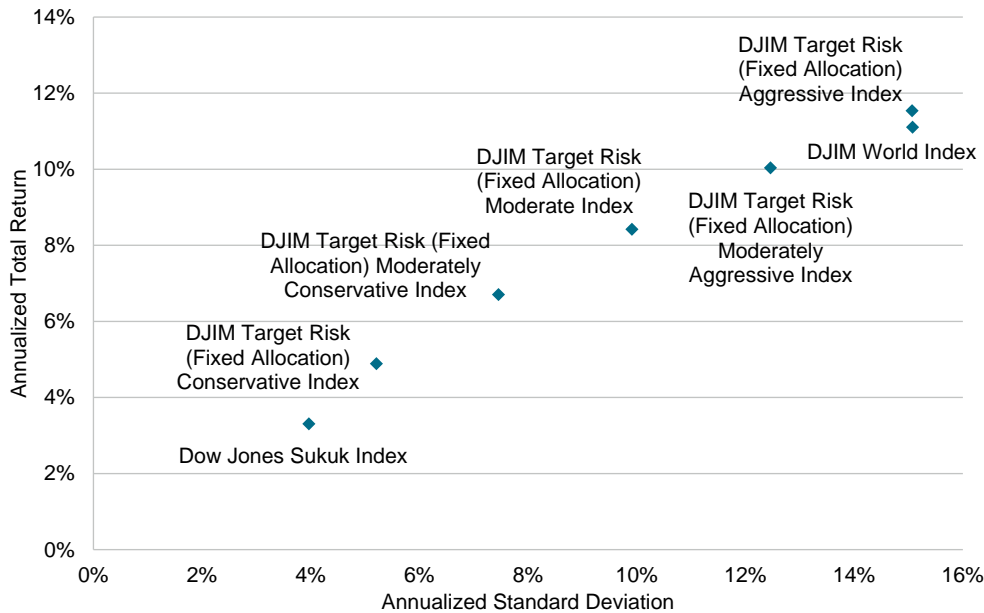 14%
12%
10%
8%
6%
4%
2%
0%
Annualized Total Return
DJIM Target Risk
(Fixed Allocation)
Aggressive Index
DJIM World Index
DJIM Target Risk
(Fixed Allocation)
Moderate Index
DJIM Target Risk
(Fixed Allocation)
Moderately
Aggressive Index
DJIM Target Risk (Fixed
Allocation) Moderately
Conservative Index
DJIM Target Risk
(Fixed Allocation)
Conservative Index
Dow Jones Sukuk Index
0%
2%
4%
6%
8%
10%
12%
14%
16%
Annualized Standard Deviation